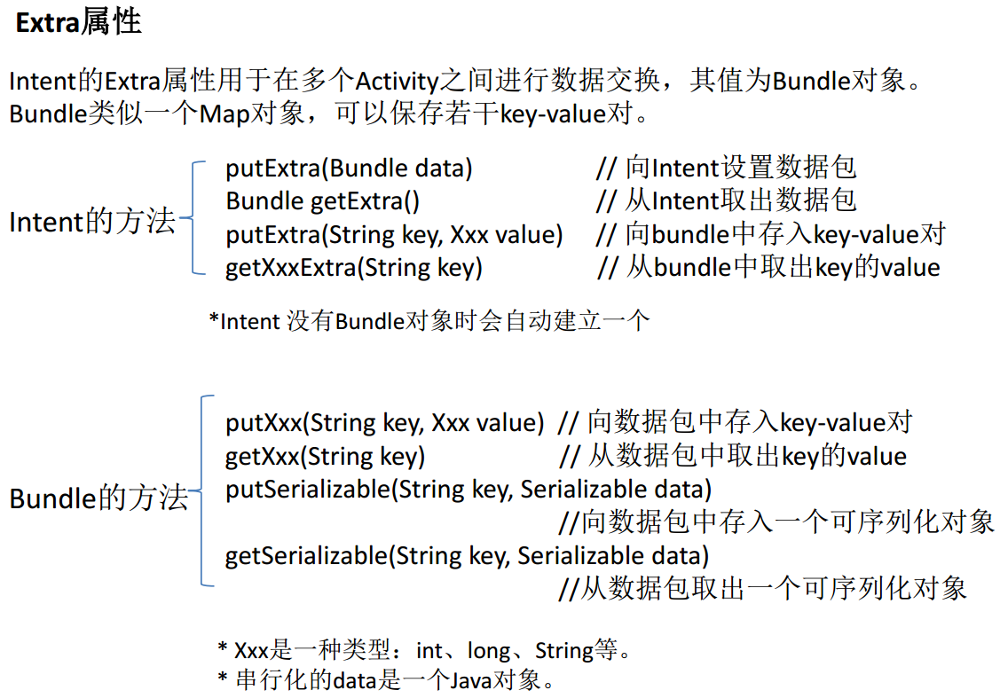 Extra属性
Intent的Extra属性用于在多个Activity之间进行数据交换，其值为Bundle对象。
Bundle类似一个Map对象，可以保存若干key-value对。
Intent的方法
putExtra(Bundle data) // 向Intent设置数据包
Bundle getExtra() // 从Intent取出数据包
putExtra(String key, Xxx value) // 向bundle中存入key-value对
getXxxExtra(String key) // 从bundle中取出key的value
*Intent 没有Bundle对象时会自动建立一个
Bundle的方法
putXxx(String key, Xxx value) // 向数据包中存入key-value对
getXxx(String key) // 从数据包中取出key的value
putSerializable(String key, Serializable data)
//向数据包中存入一个可序列化对象
getSerializable(String key, Serializable data)
//从数据包取出一个可序列化对象
* Xxx是一种类型：int、long、String等。
* 串行化的data是一个Java对象。